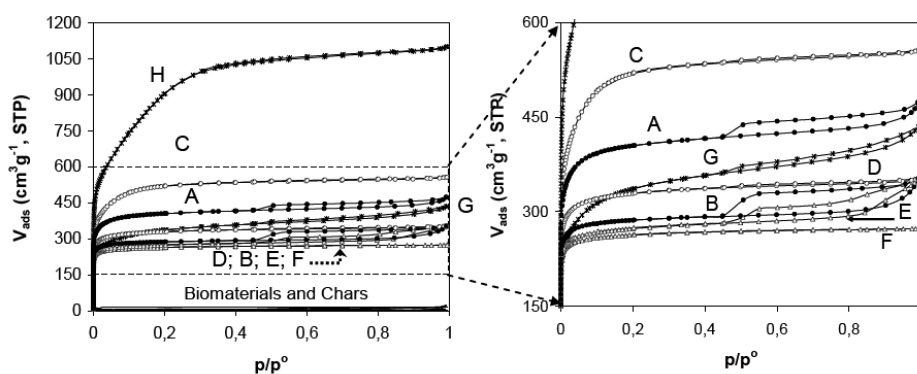 1200
1050
900
750
600
450
300
150
0
V_ads (cm³g⁻¹, STP)
H
C
A
G
D; B; E; F
Biomaterials and Chars
0
0,2
0,4
0,6
0,8
1
p/p°
600
450
300
150
V_ads (cm³g⁻¹, STP)
C
A
G
D
B
E
F
0
0,2
0,4
0,6
0,8
p/p°